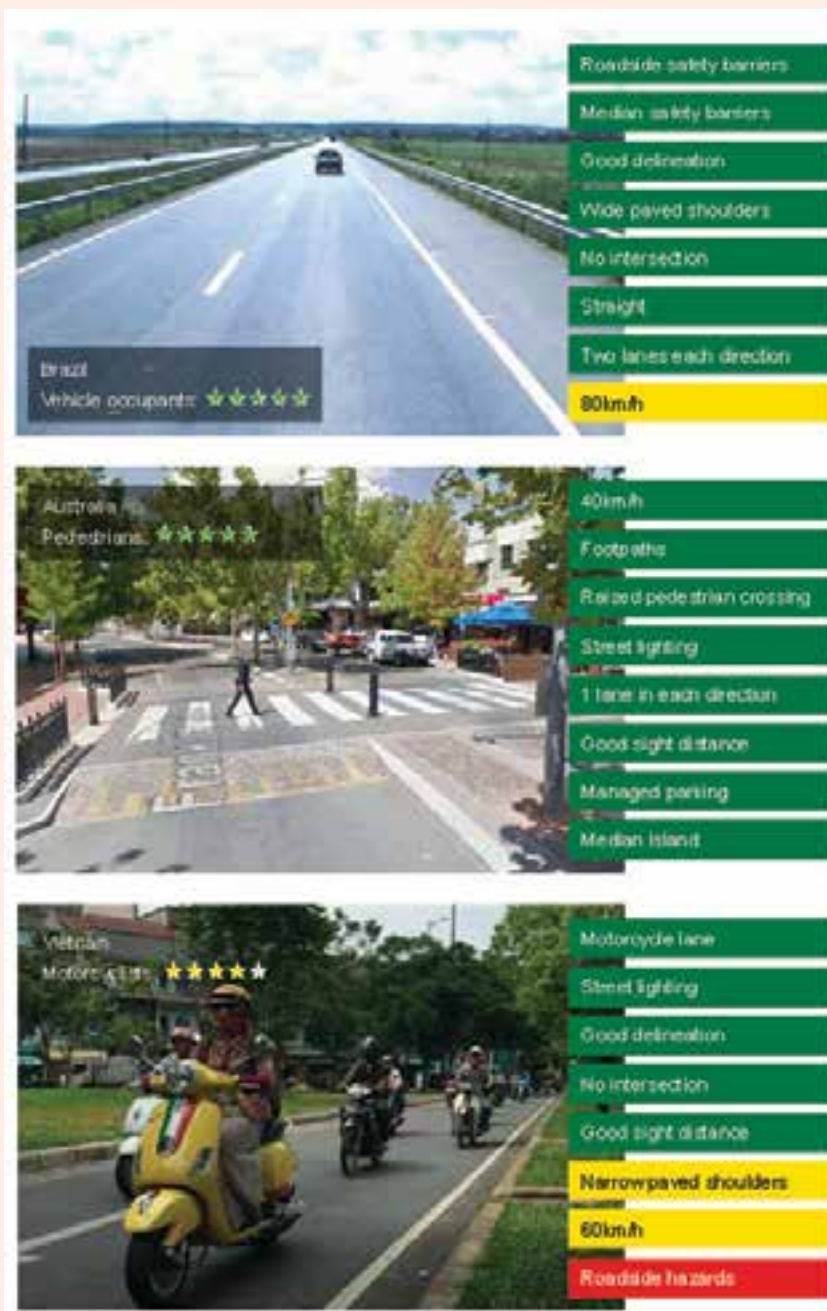 Roadside safety barriers
Median safety barriers
Good delineation
Wide paved shoulders
No intersection
Straight
Two lanes each direction
80km/h
Brazil
Vehicle occupants
Australia
Pedestrians
40km/h
Footpaths
Raized pedestrian crossing
Street lighting
1 lane in each direction
Good sight distance
Managed parking
Median island
Vietnam
Motorcyclists
Motorcycle lane
Street lighting
Good delineation
No intersection
Good sight distance
Narrow paved shoulders
60km/h
Roadside hazards